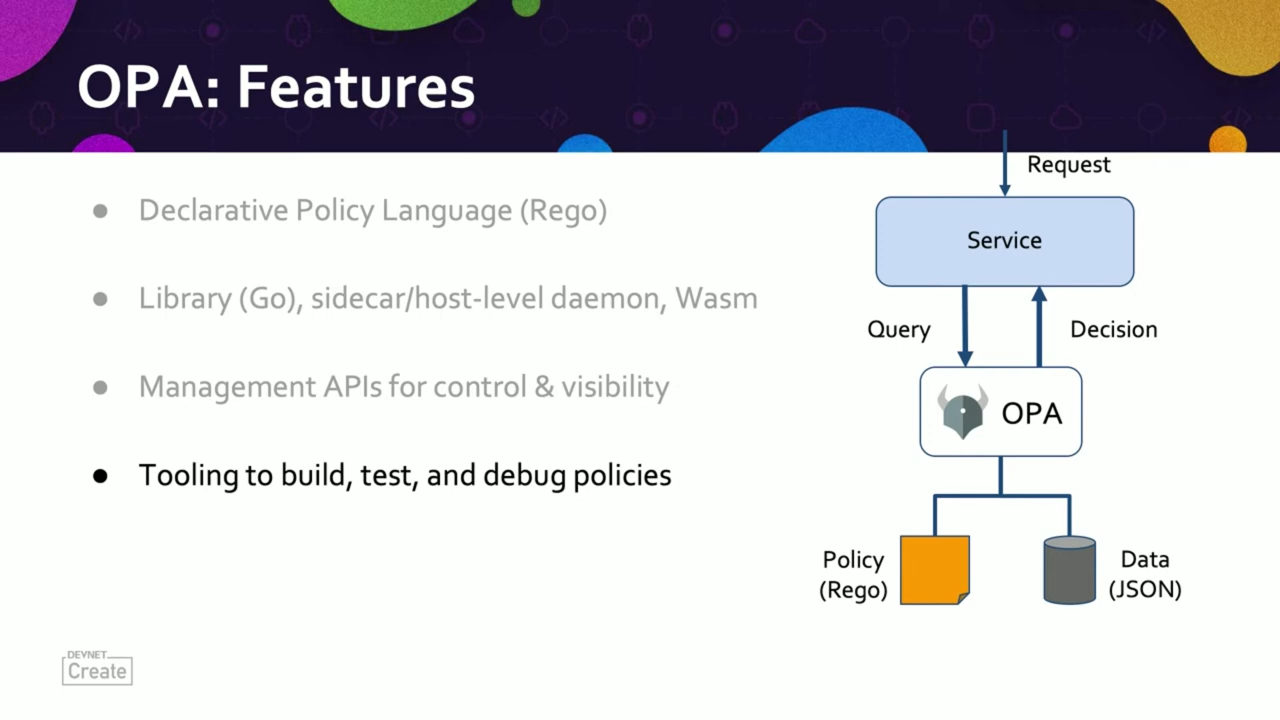 OPA: Features
● Declarative Policy Language (Rego)
● Library (Go), sidecar/host-level daemon, Wasm
● Management APIs for control & visibility
● Tooling to build, test, and debug policies
Request
Service
Query
Decision
OPA
Policy
(Rego)
Data
(JSON)
DEVNET
Create